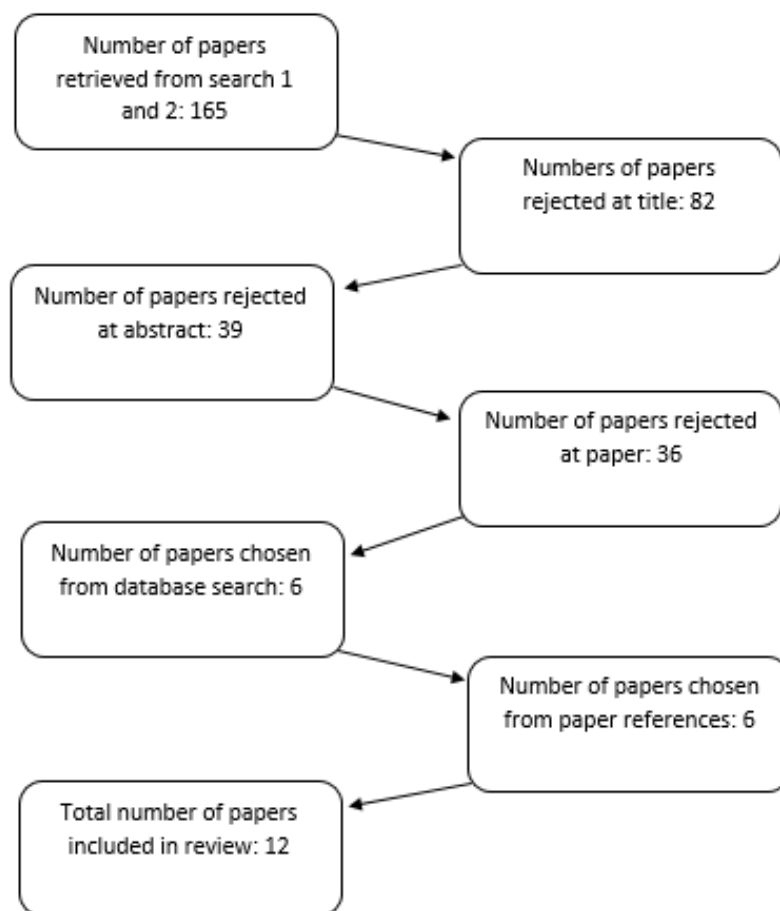 Number of papers
retrieved from search 1
and 2: 165
Numbers of papers
rejected at title: 82
Number of papers rejected
at abstract: 39
Number of papers rejected
at paper: 36
Number of papers chosen
from database search: 6
Number of papers chosen
from paper references: 6
Total number of papers
included in review: 12